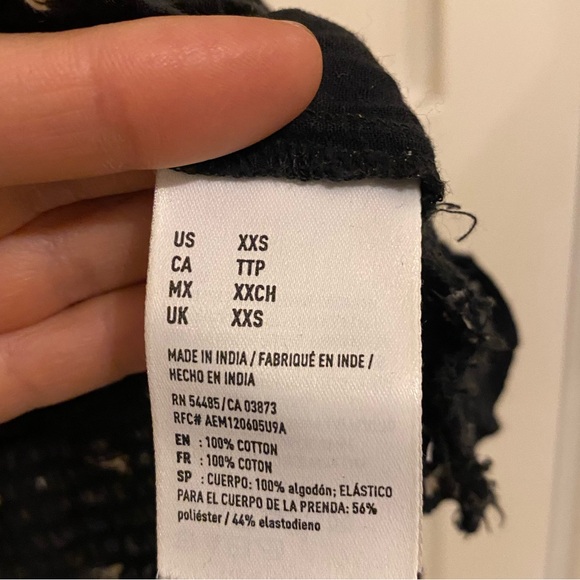 US XXS
CA TTP
MX XXCH
UK XXS
MADE IN INDIA / FABRIQUÉ EN INDE /
HECHO EN INDIA
RN 54485/CA 03873
RFC# AEM120605U9A
EN : 100% COTTON
FR : 100% COTON
SP : CUERPO: 100% algodón; ELÁSTICO
PARA EL CUERPO DE LA PRENDA: 56%
poliéster / 44% elastodieno